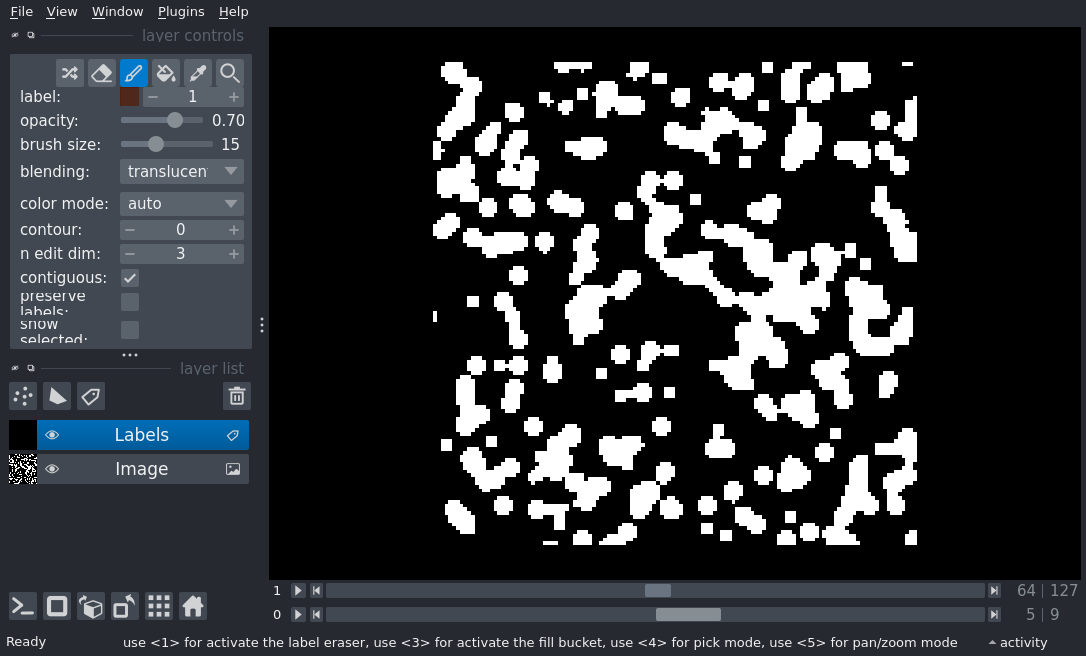 File View Window Plugins Help
layer controls
label: 1
opacity: 0.70
brush size: 15
blending: translucen
color mode: auto
contour: 0
n edit dim: 3
contiguous:
preserve
labels:
show
selected:
layer list
Labels
Image
1 64 | 127
0 5 | 9
Ready use <1> for activate the label eraser, use <3> for activate the fill bucket, use <4> for pick mode, use <5> for pan/zoom mode activity